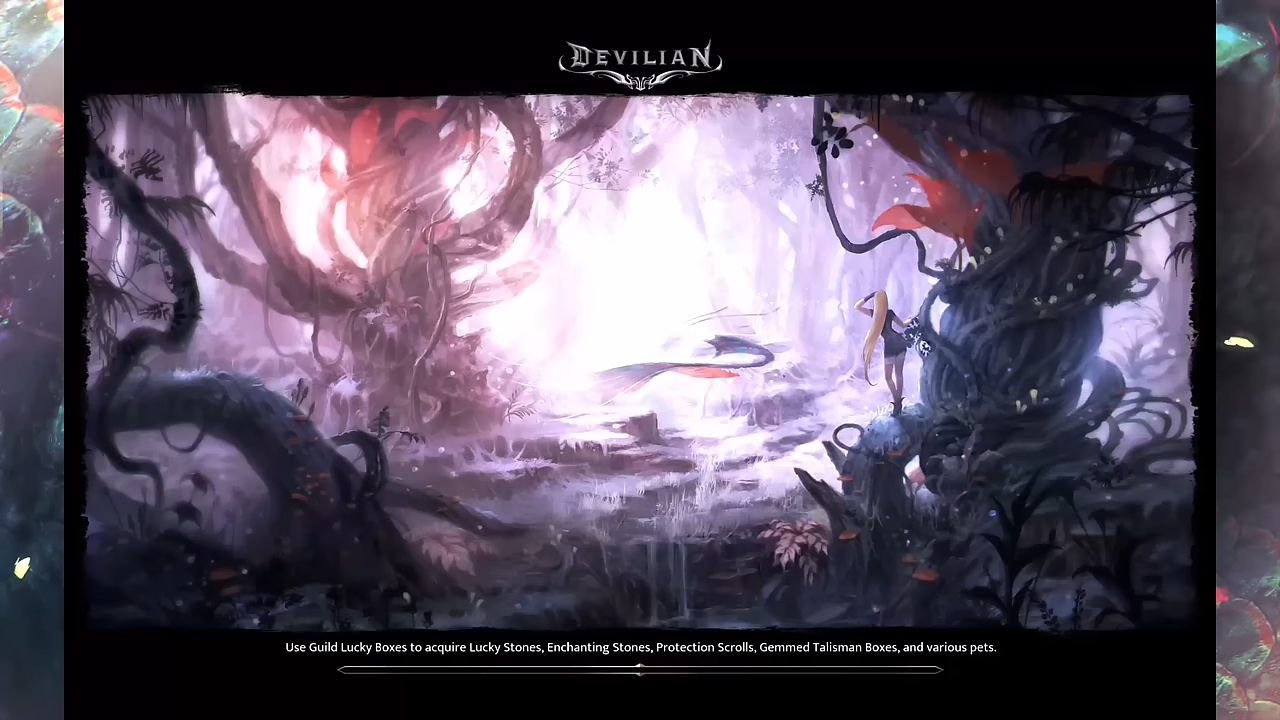 DEVILIAN
Use Guild Lucky Boxes to acquire Lucky Stones, Enchanting Stones, Protection Scrolls, Gemmed Talisman Boxes, and various pets.